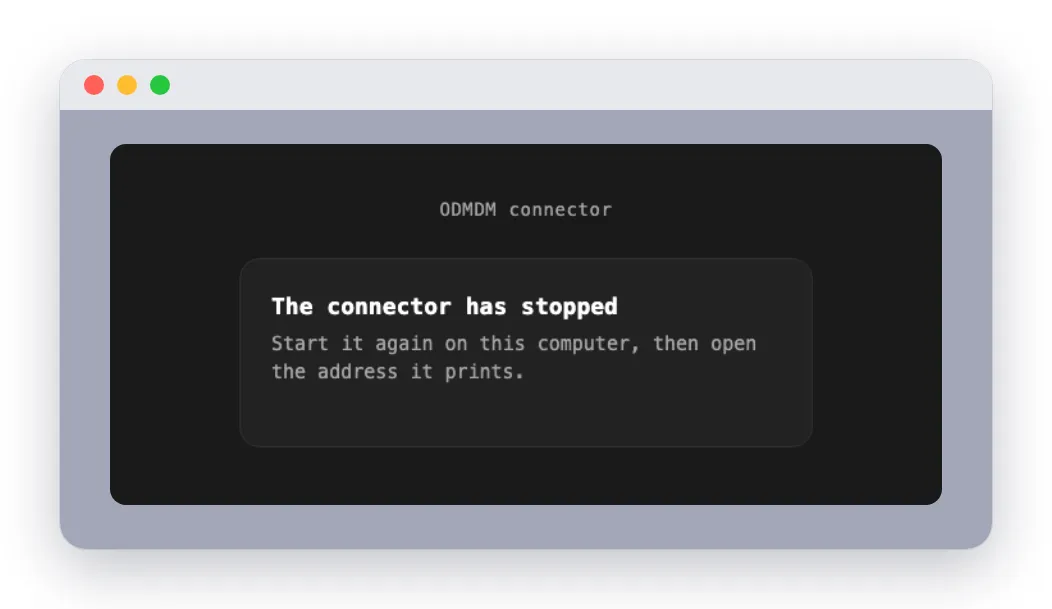 ODMDM connector
The connector has stopped
Start it again on this computer, then open
the address it prints.